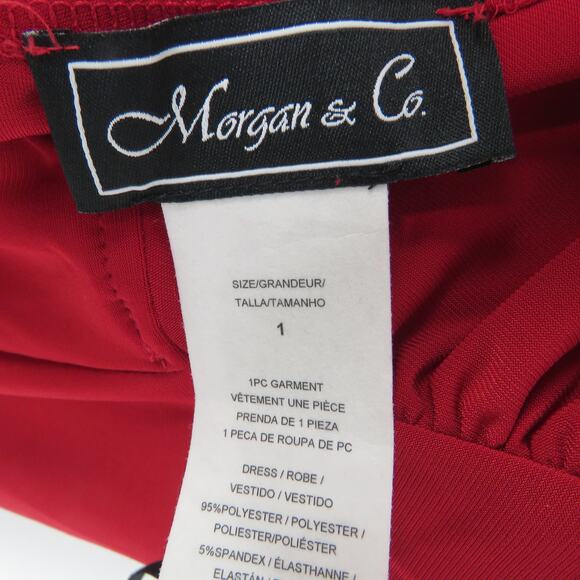 Morgan & Co.
SIZE/GRANDEUR/
TALLA/TAMANHO
1
1PC GARMENT
VÊTEMENT UNE PIÈCE
PRENDA DE 1 PIEZA
1 PECA DE ROUPA DE PC
DRESS / ROBE /
VESTIDO / VESTIDO
95%POLYESTER / POLYESTER /
POLIESTER/POLIÉSTER
5%SPANDEX / ÉLASTHANNE /
ELASTÁN /